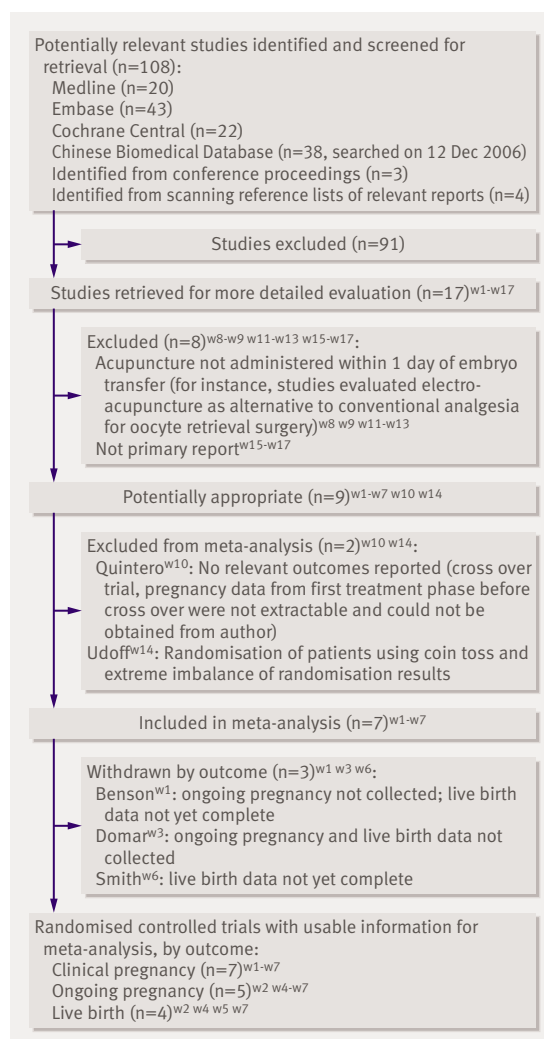 Potentially relevant studies identified and screened for
retrieval (n=108):
Medline (n=20)
Embase (n=43)
Cochrane Central (n=22)
Chinese Biomedical Database (n=38, searched on 12 Dec 2006)
Identified from conference proceedings (n=3)
Identified from scanning reference lists of relevant reports (n=4)
Studies excluded (n=91)
Studies retrieved for more detailed evaluation (n=17)w1-w17
Excluded (n=8)w8-w9 w11-w13 w15-w17:
Acupuncture not administered within 1 day of embryo
transfer (for instance, studies evaluated electro-
acupuncture as alternative to conventional analgesia
for oocyte retrieval surgery)w8 w9 w11-w13
Not primary reportw15-w17
Potentially appropriate (n=9)w1-w7 w10 w14
Excluded from meta-analysis (n=2)w10 w14:
Quinterow10: No relevant outcomes reported (cross over
trial, pregnancy data from first treatment phase before
cross over were not extractable and could not be
obtained from author)
Udoffw14: Randomisation of patients using coin toss and
extreme imbalance of randomisation results
Included in meta-analysis (n=7)w1-w7
Withdrawn by outcome (n=3)w1 w3 w6:
Bensonw1: ongoing pregnancy not collected; live birth
data not yet complete
Domarw3: ongoing pregnancy and live birth data not
collected
Smithw6: live birth data not yet complete
Randomised controlled trials with usable information for
meta-analysis, by outcome:
Clinical pregnancy (n=7)w1-w7
Ongoing pregnancy (n=5)w2 w4-w7
Live birth (n=4)w2 w4 w5 w7